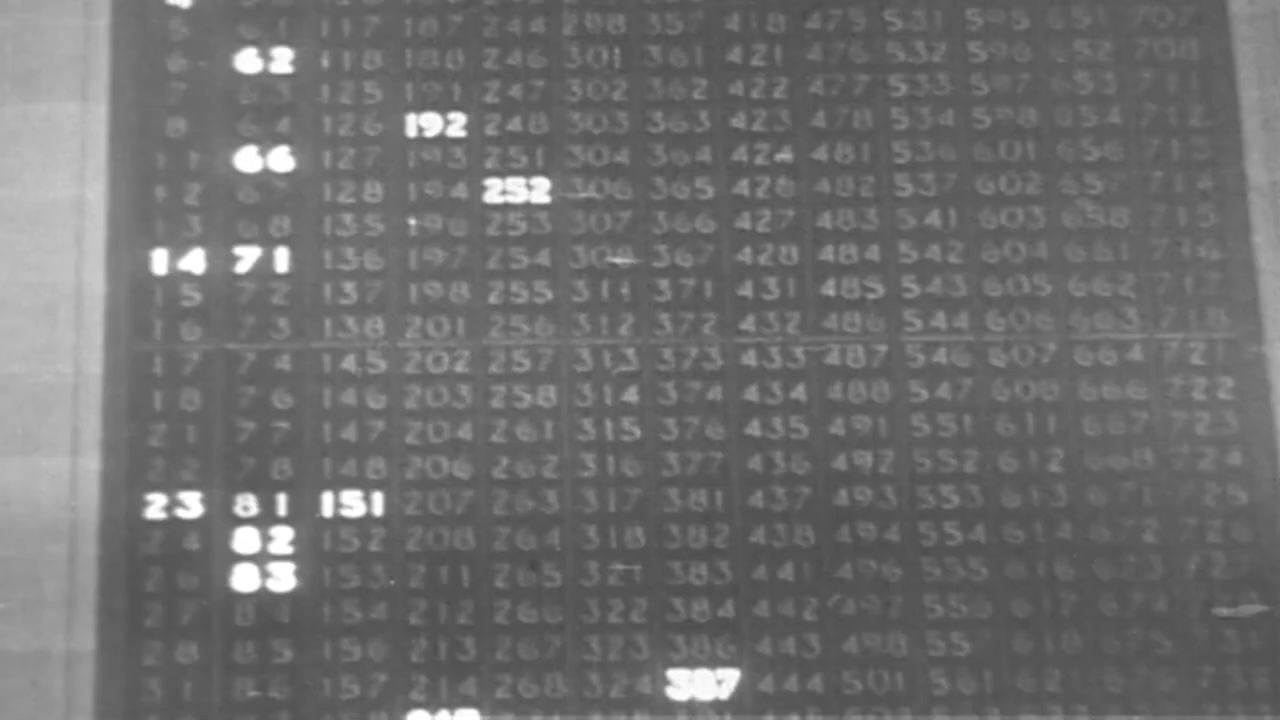 5 61 117 187 244 298 357 418 475 531 595 651 707
6 62 118 188 246 301 361 421 476 532 596 652 708
7 63 125 191 247 302 362 422 477 533 597 653 711
8 64 126 192 248 303 363 423 478 534 598 654 712
11 66 127 193 251 304 364 424 481 536 601 656 713
12 67 128 194 252 306 365 426 482 537 602 657 714
13 68 135 196 253 307 366 427 483 541 603 658 715
14 71 136 197 254 308 367 428 484 542 604 661 716
15 72 137 198 255 311 371 431 485 543 605 662 717
16 73 138 201 256 312 372 432 486 544 606 663 718
17 74 145 202 257 313 373 433 487 546 607 664 721
18 76 146 203 258 314 374 434 488 547 608 666 722
21 77 147 204 261 315 376 435 491 551 611 667 723
22 78 148 206 262 316 377 436 492 552 612 668 724
23 81 151 207 263 317 381 437 493 553 613 671 725
24 82 152 208 264 318 382 438 494 554 614 672 726
26 83 153 211 265 321 383 441 496 555 616 673
27 84 154 212 266 322 384 442 497 556 617 674
28 85 156 213 267 323 386 443 498 557 618 675 731
31 86 157 214 268 324 387 444 501 561 621